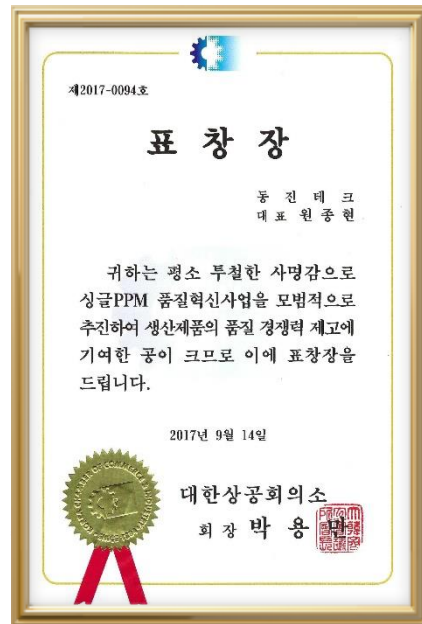 제2017-0094호
표 창 장
동 진 테 크
대표 원종현
귀하는 평소 투철한 사명감으로
싱글PPM 품질혁신사업을 모범적으로
추진하여 생산제품의 품질 경쟁력 제고에
기여한 공이 크므로 이에 표창장을
드립니다.
2017년 9월 14일
대한상공회의소
회 장 박 용 만